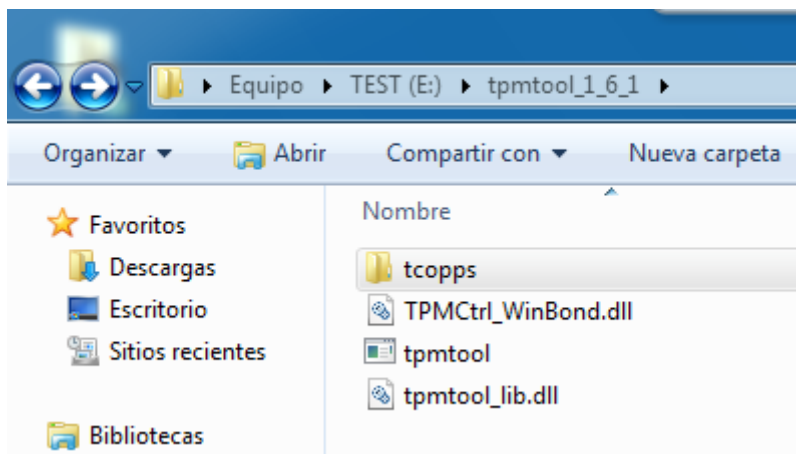 Equipo TEST (E:) tpmtool_1_6_1
Organizar Abrir Compartir con Nueva carpeta
Favoritos
Descargas
Escritorio
Sitios recientes
Bibliotecas
Nombre
tcopps
TPMCtrl_WinBond.dll
tpmtool
tpmtool_lib.dll